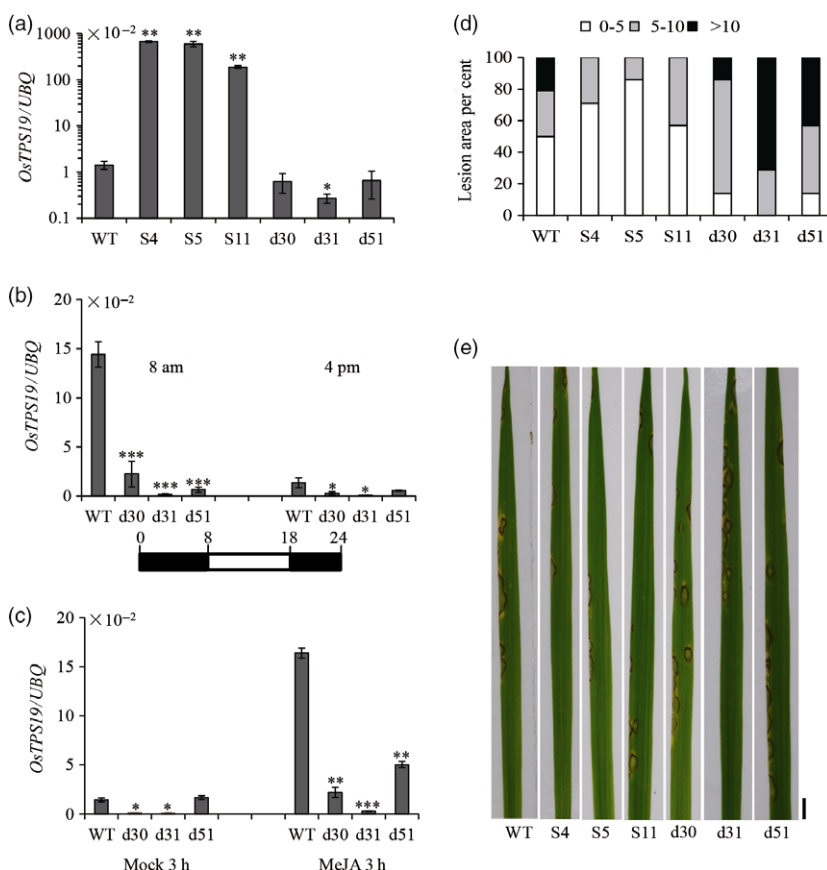 (a)
×10⁻²
1000
100
10
1
0.1
OsTPS19/UBQ
**
**
**
*
WT S4 S5 S11 d30 d31 d51
(b)
×10⁻²
20
15
10
5
0
OsTPS19/UBQ
8 am
4 pm
***
***
***
*
*
WT d30 d31 d51 WT d30 d31 d51
0 8 18 24
(c)
×10⁻²
20
15
10
5
0
OsTPS19/UBQ
*
*
**
***
**
WT d30 d31 d51 WT d30 d31 d51
Mock 3 h MeJA 3 h
(d)
0-5 5-10 >10
100
80
60
40
20
0
Lesion area per cent
WT S4 S5 S11 d30 d31 d51
(e)
WT S4 S5 S11 d30 d31 d51